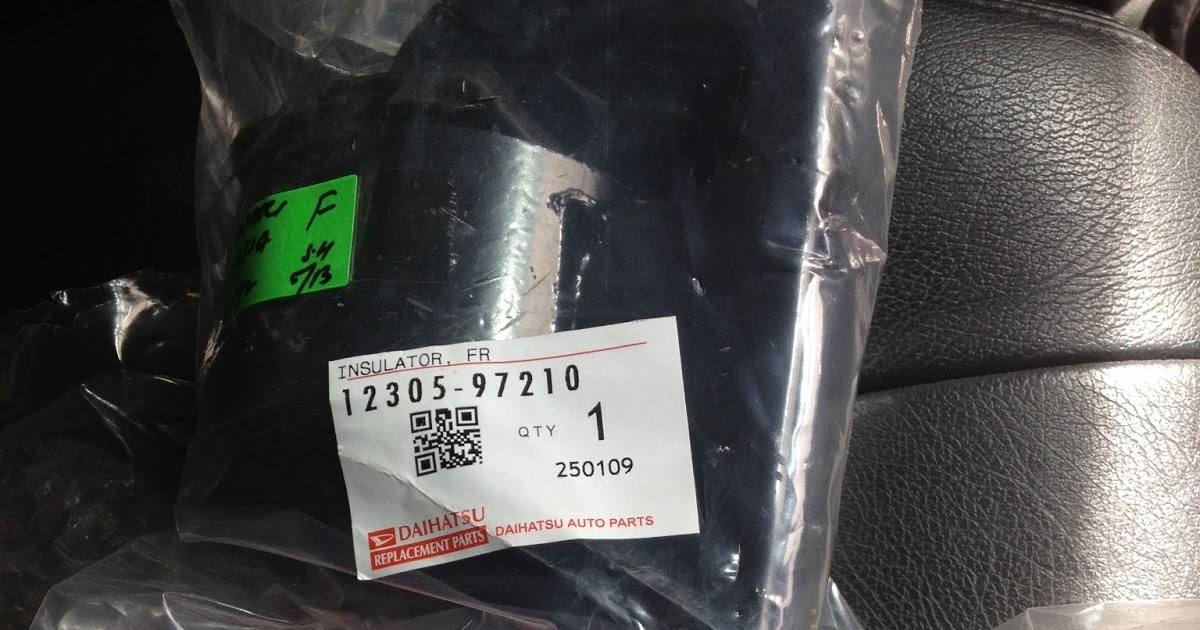 F
S.H
INSULATOR, FR
12305-97210
QTY 1
250109
DAIHATSU
REPLACEMENT PARTS
DAIHATSU AUTO PARTS